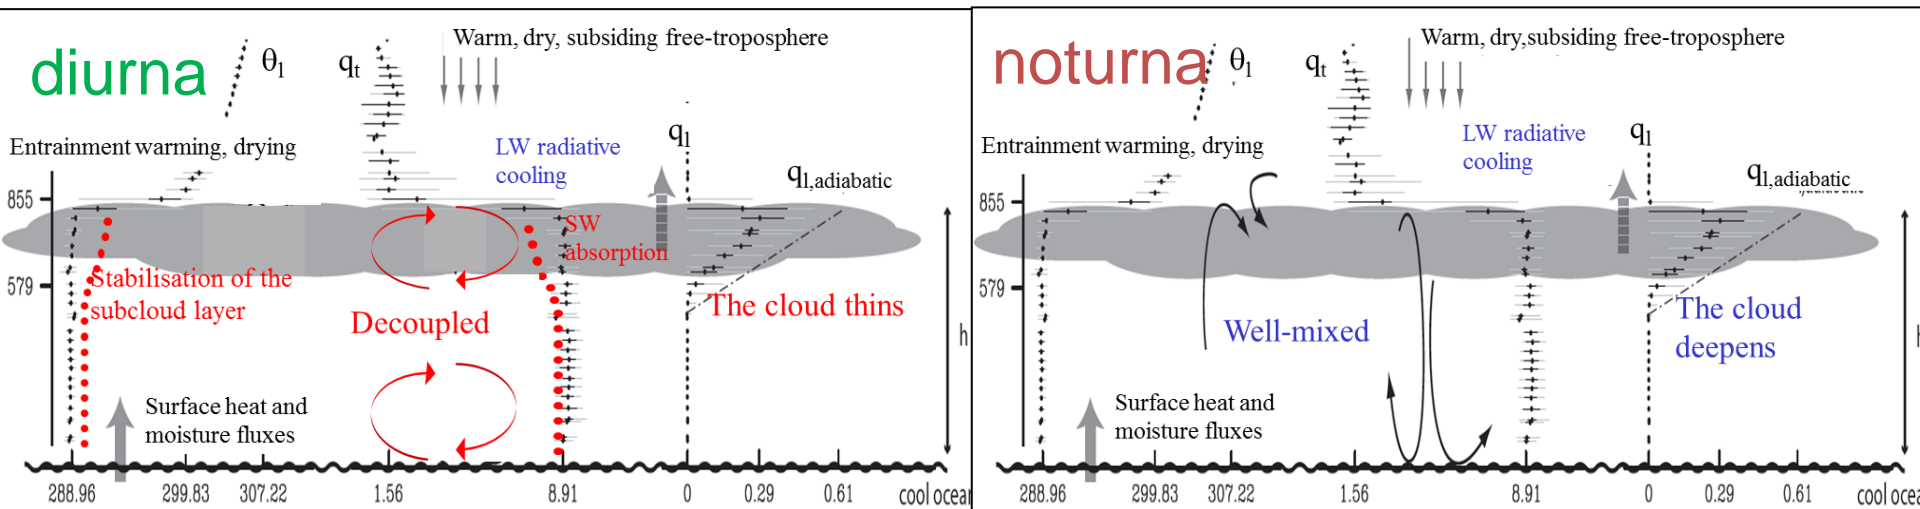 diurna
θl
qt
Warm, dry, subsiding free-troposphere
Entrainment warming, drying
LW radiative
cooling
ql
ql,adiabatic
855
SW
absorption
579
Stabilisation of the
subcloud layer
Decoupled
The cloud thins
h
Surface heat and
moisture fluxes
288.96
299.83
307.22
1.56
8.91
0
0.29
0.61
cool ocean
noturna
θl
qt
Warm, dry,subsiding free-troposphere
Entrainment warming, drying
LW radiative
cooling
ql
ql,adiabatic
855
579
Well-mixed
The cloud
deepens
h
Surface heat and
moisture fluxes
288.96
299.83
307.22
1.56
8.91
0
0.29
0.61
cool ocea